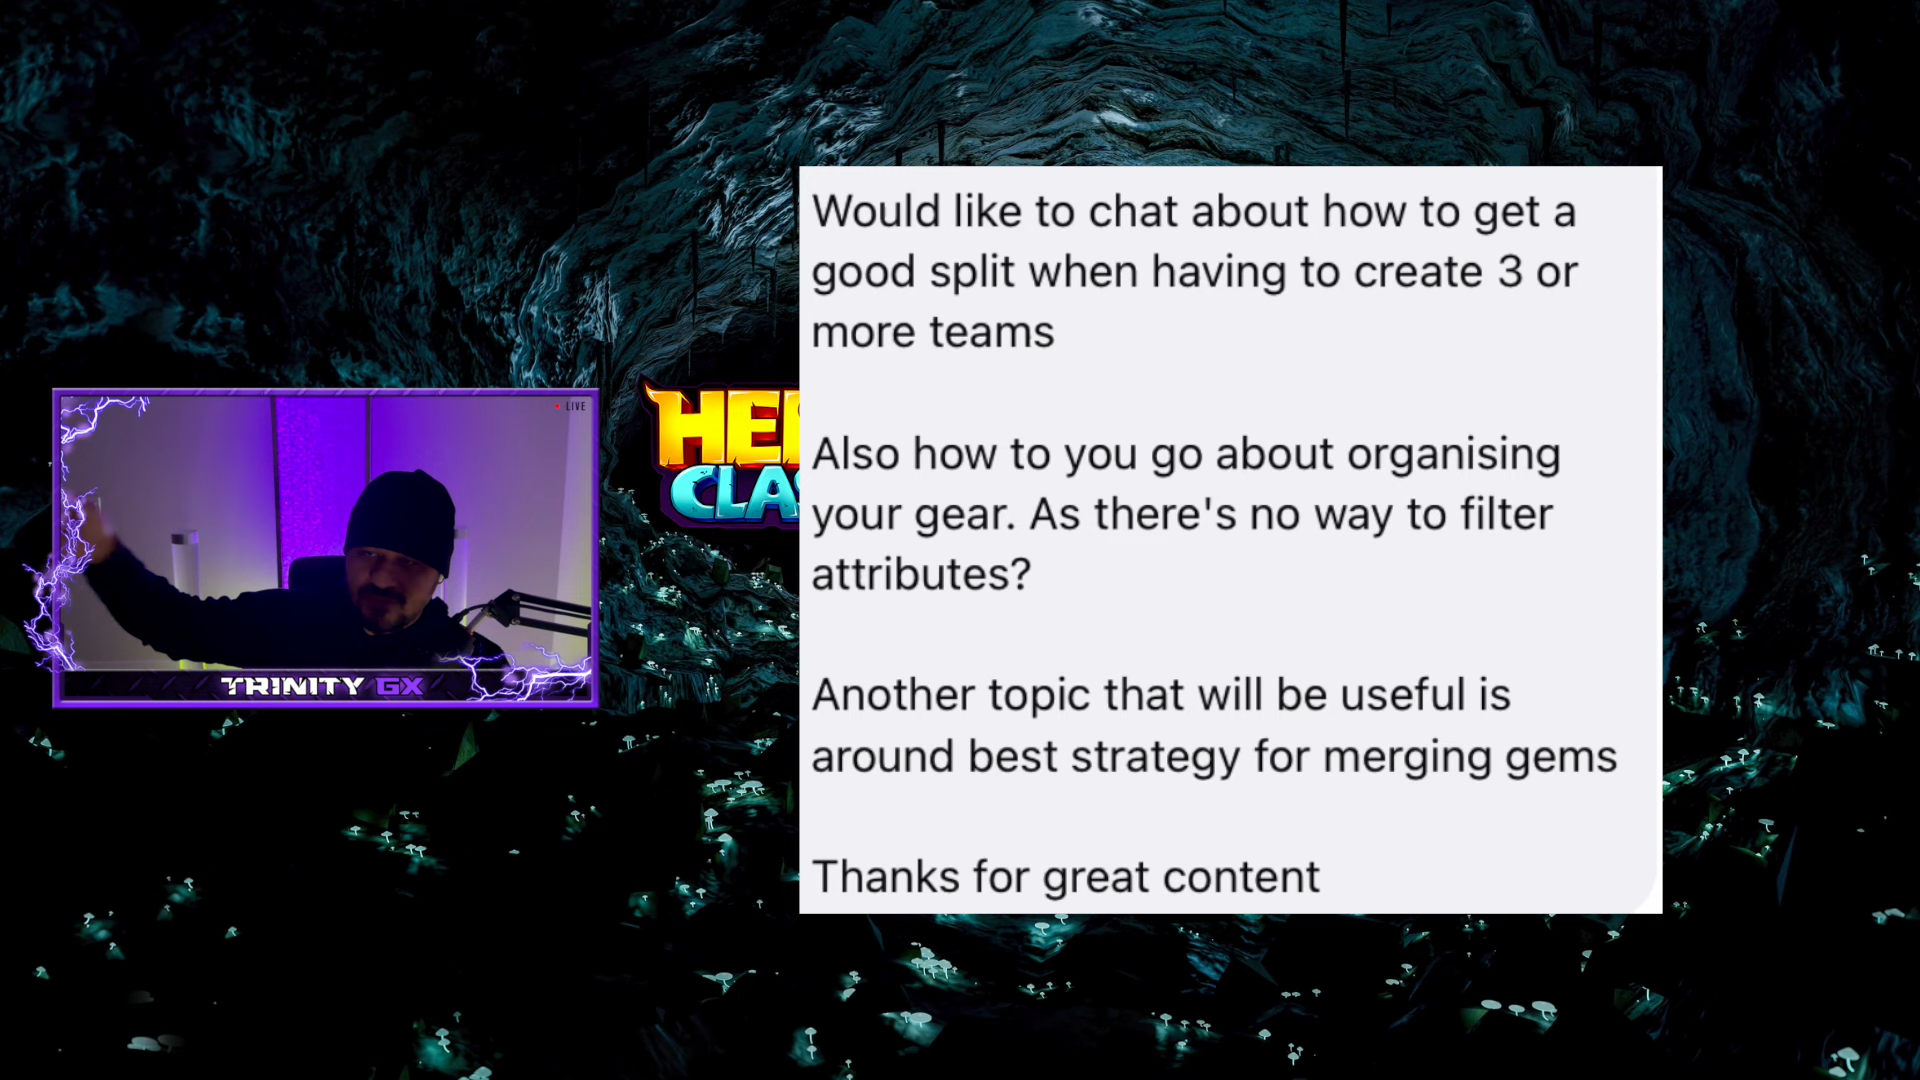 LIVE
TRINITY GX
HE
CLA
Would like to chat about how to get a
good split when having to create 3 or
more teams
Also how to you go about organising
your gear. As there's no way to filter
attributes?
Another topic that will be useful is
around best strategy for merging gems
Thanks for great content